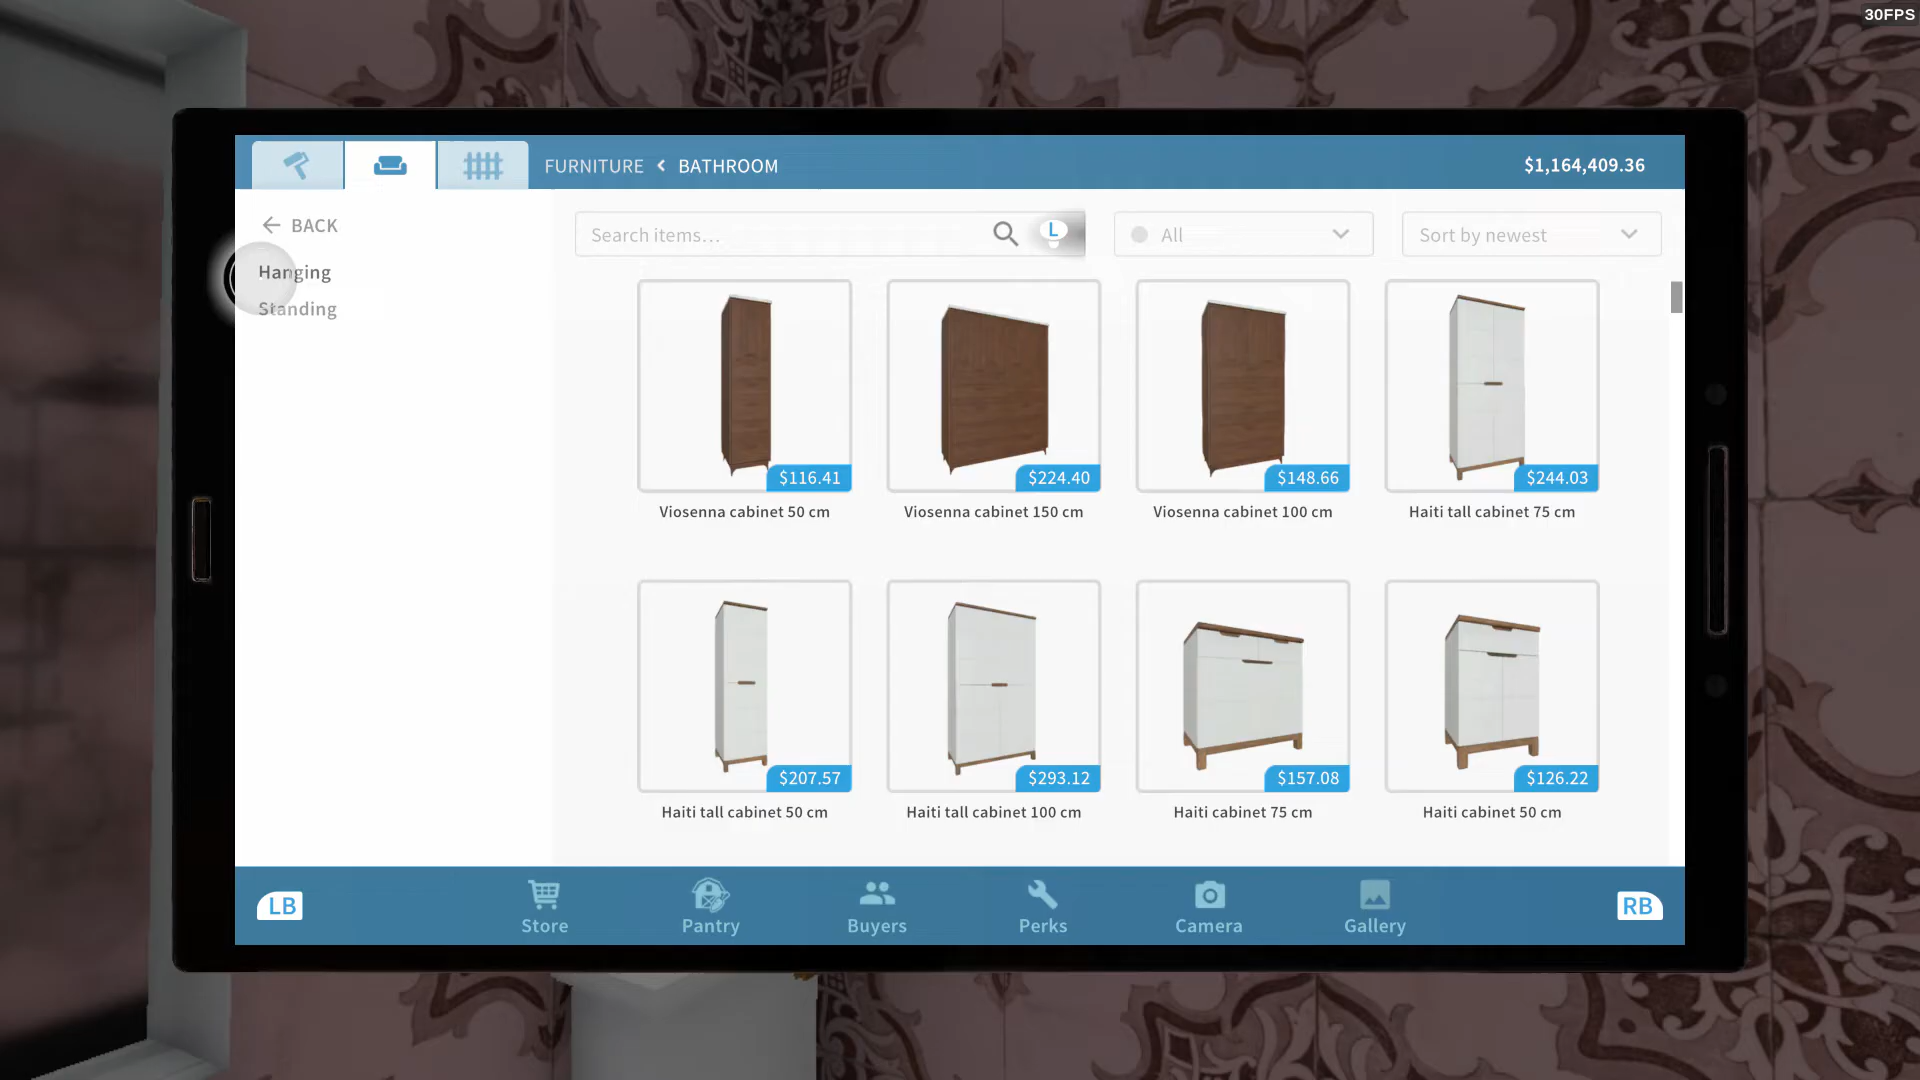 30FPS
FURNITURE < BATHROOM
$1,164,409.36
BACK
Hanging
Standing
Search items...
L
All
Sort by newest
$116.41
$224.40
$148.66
$244.03
Viosenna cabinet 50 cm
Viosenna cabinet 150 cm
Viosenna cabinet 100 cm
Haiti tall cabinet 75 cm
$207.57
$293.12
$157.08
$126.22
Haiti tall cabinet 50 cm
Haiti tall cabinet 100 cm
Haiti cabinet 75 cm
Haiti cabinet 50 cm
LB
Store
Pantry
Buyers
Perks
Camera
Gallery
RB